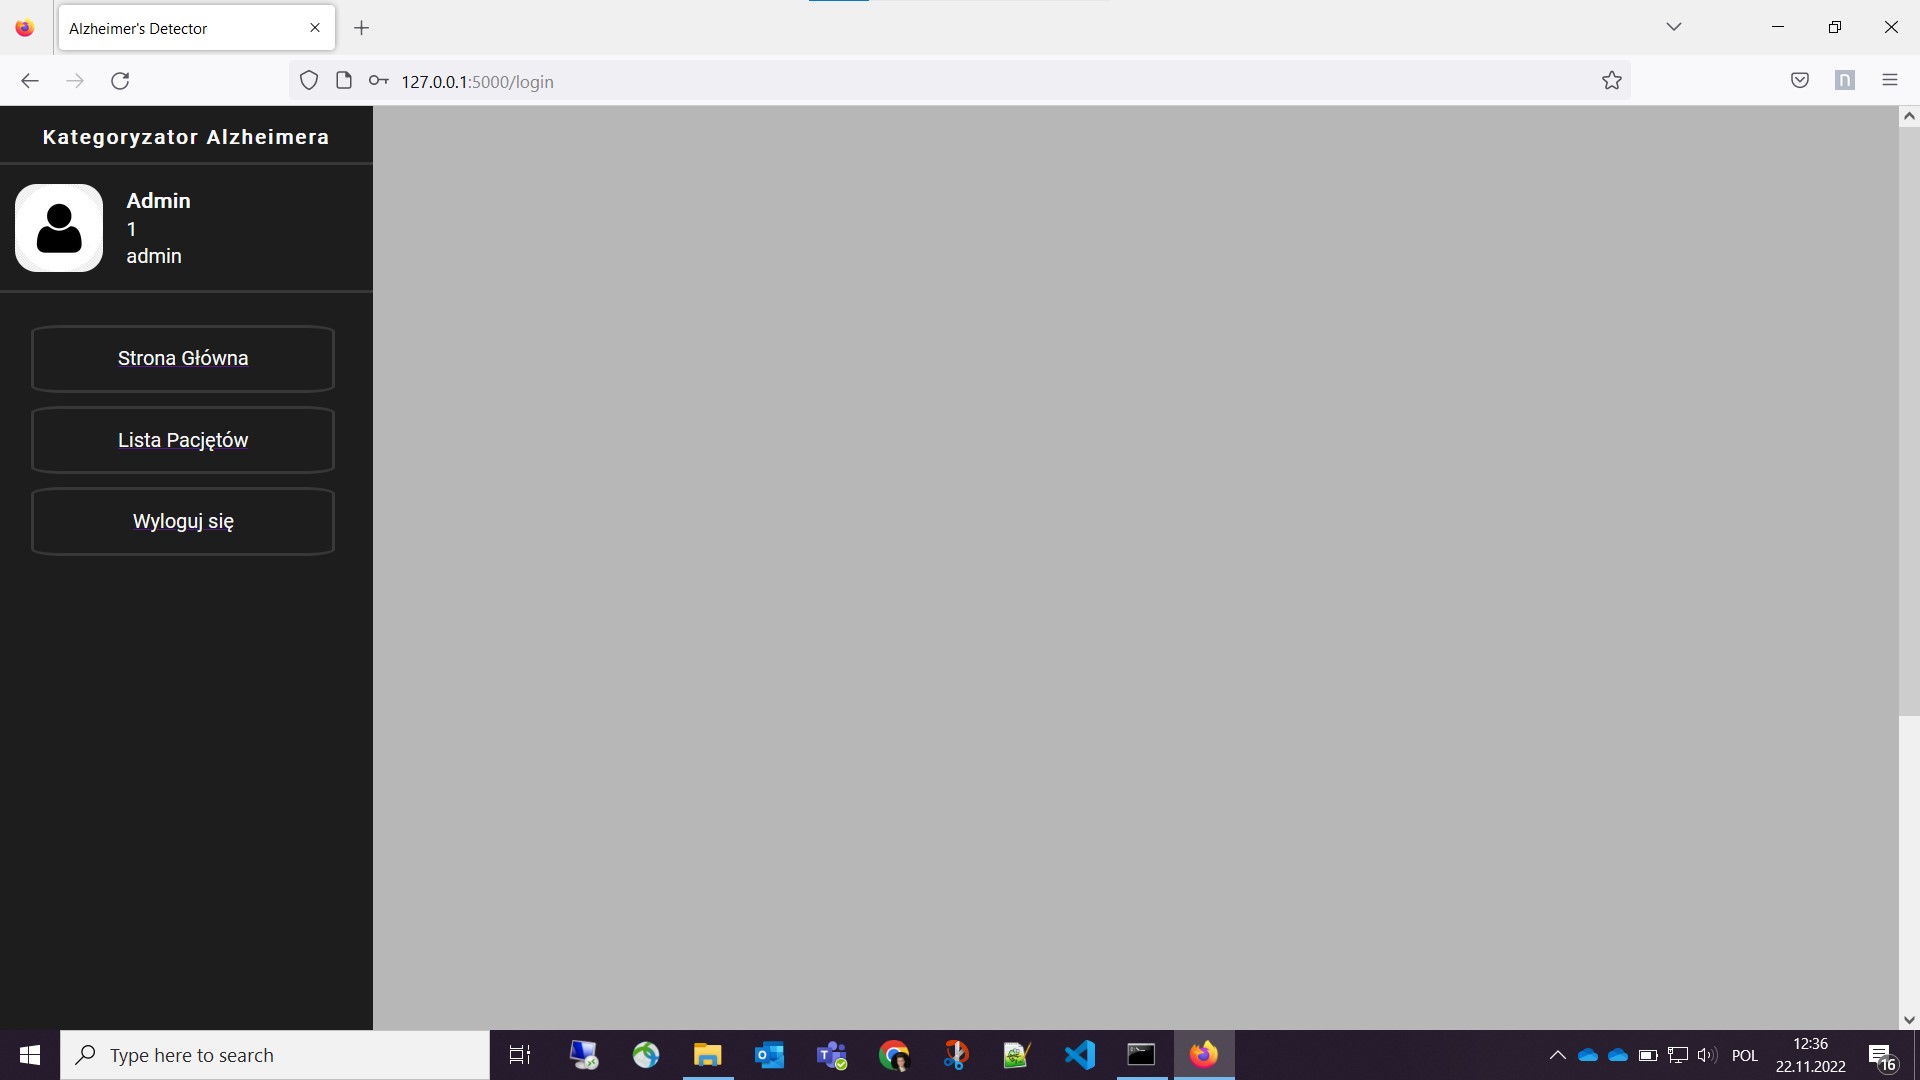 Alzheimer's Detector
127.0.0.1:5000/login
Kategoryzator Alzheimera
Admin
1
admin
Strona Główna
Lista Pacjętów
Wyloguj się
Type here to search
POL
12:36
22.11.2022
16